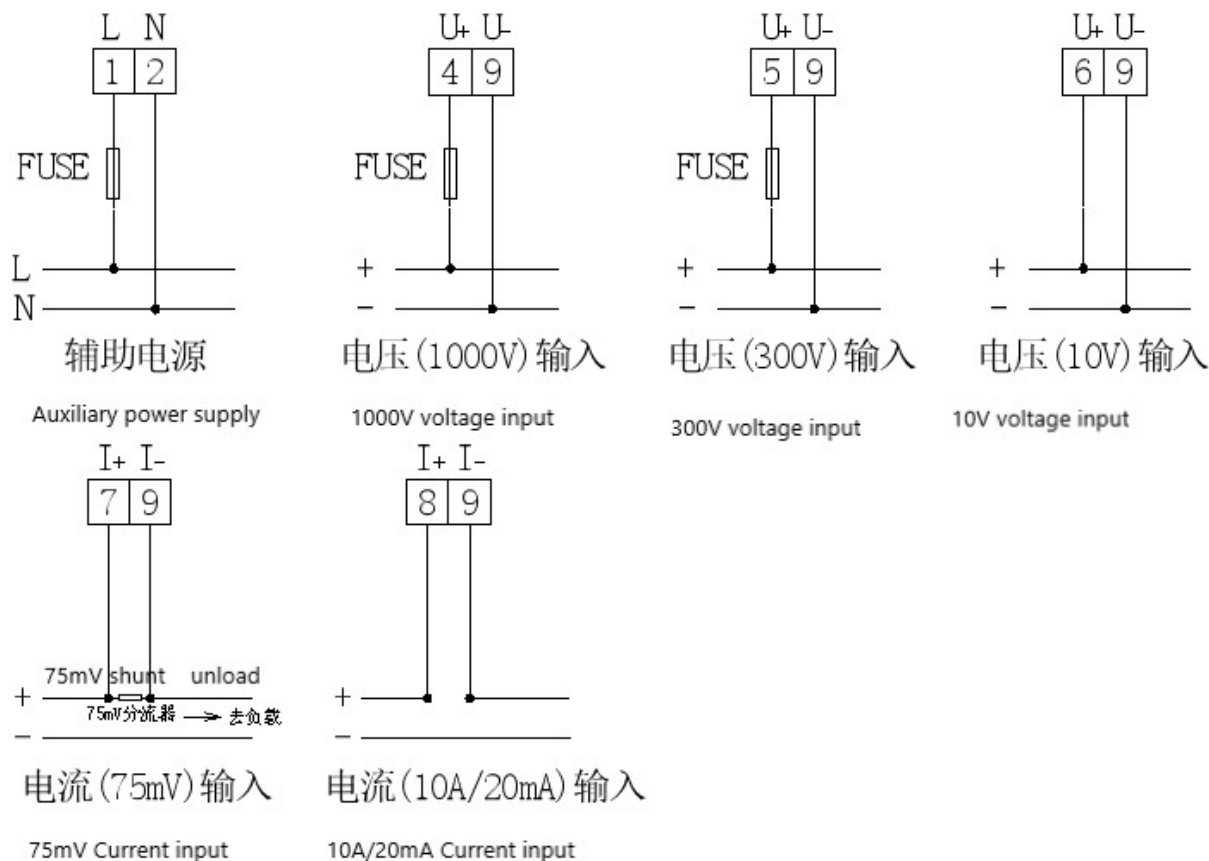 L N
1 2
FUSE
L
N
辅助电源
Auxiliary power supply
U+ U-
4 9
FUSE
+
-
电压(1000V)输入
1000V voltage input
U+ U-
5 9
FUSE
+
-
电压(300V)输入
300V voltage input
U+ U-
6 9
+
-
电压(10V)输入
10V voltage input
I+ I-
7 9
75mV shunt unload
+
75mV分流器 → 去负载
-
电流(75mV)输入
75mV Current input
I+ I-
8 9
+
-
电流(10A/20mA)输入
10A/20mA Current input